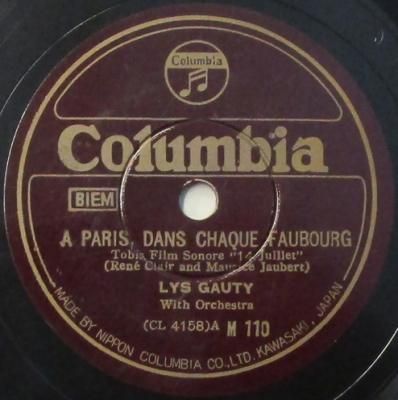 Columbia
Columbia
BIEM
A PARIS, DANS CHAQUE FAUBOURG
Tobis Film Sonore "14 Juillet"
(René Clair and Maurice Jaubert)
LYS GAUTY
With Orchestra
(CL 4158)A M 110
MADE BY NIPPON COLUMBIA CO., LTD. KAWASAKI, JAPAN